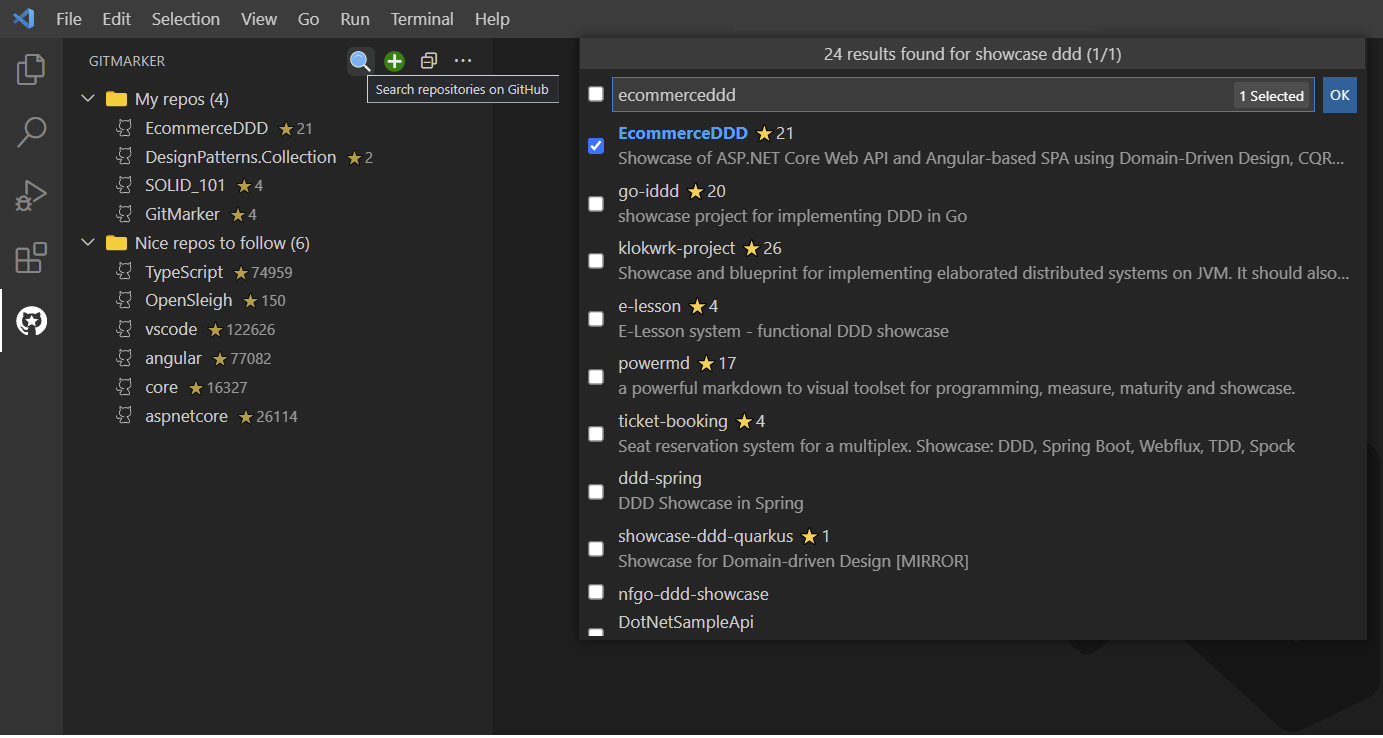 File Edit Selection View Go Run Terminal Help
GITMARKER
Search repositories on GitHub
My repos (4)
EcommerceDDD ★ 21
DesignPatterns.Collection ★ 2
SOLID_101 ★ 4
GitMarker ★ 4
Nice repos to follow (6)
TypeScript ★ 74959
OpenSleigh ★ 150
vscode ★ 122626
angular ★ 77082
core ★ 16327
aspnetcore ★ 26114
24 results found for showcase ddd (1/1)
ecommerceddd 1 Selected OK
EcommerceDDD ★ 21
Showcase of ASP.NET Core Web API and Angular-based SPA using Domain-Driven Design, CQR...
go-iddd ★ 20
showcase project for implementing DDD in Go
klokwrk-project ★ 26
Showcase and blueprint for implementing elaborated distributed systems on JVM. It should also...
e-lesson ★ 4
E-Lesson system - functional DDD showcase
powermd ★ 17
a powerful markdown to visual toolset for programming, measure, maturity and showcase.
ticket-booking ★ 4
Seat reservation system for a multiplex. Showcase: DDD, Spring Boot, Webflux, TDD, Spock
ddd-spring
DDD Showcase in Spring
showcase-ddd-quarkus ★ 1
Showcase for Domain-driven Design [MIRROR]
nfgo-ddd-showcase
DotNetSampleApi